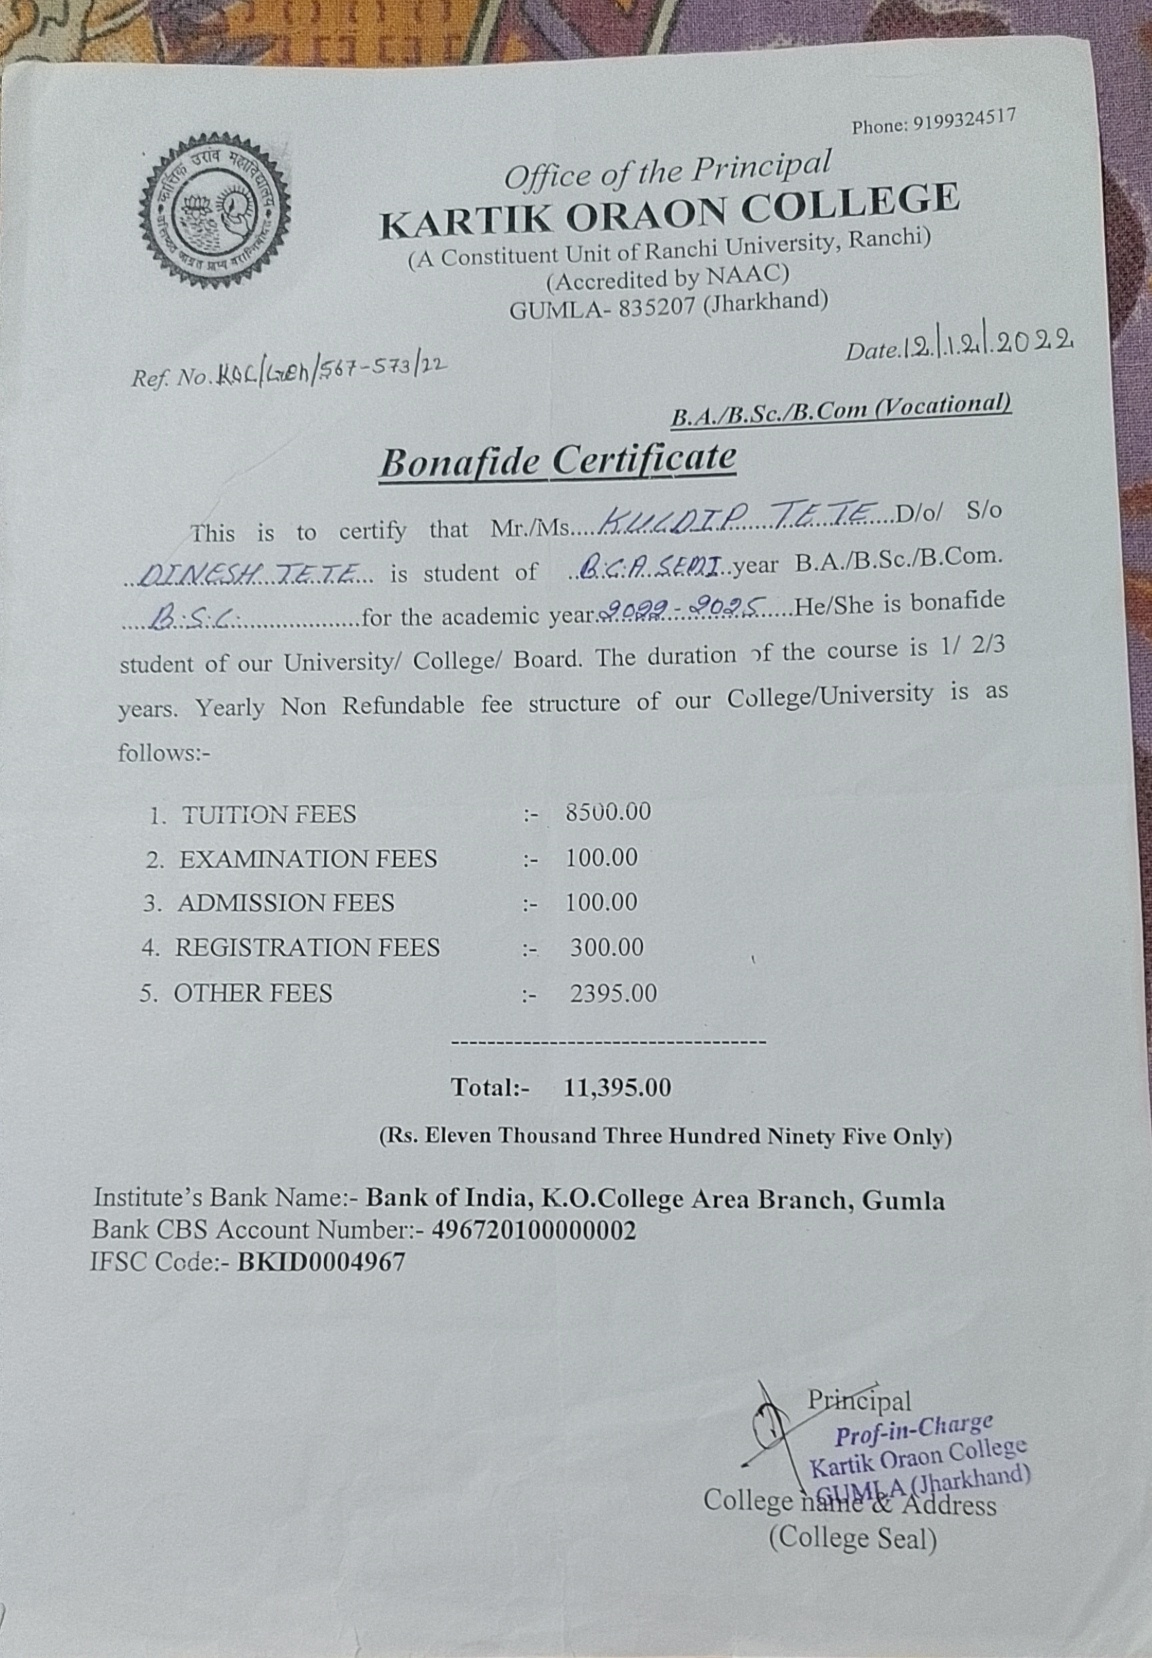 Phone: 9199324517
कार्तिक उरांव महाविद्यालय
Office of the Principal
KARTIK ORAON COLLEGE
(A Constituent Unit of Ranchi University, Ranchi)
(Accredited by NAAC)
GUMLA- 835207 (Jharkhand)
Ref. No. KOC/Gen/567-573/22
Date.12.|.12.|.2022
B.A./B.Sc./B.Com (Vocational)
Bonafide Certificate
This is to certify that Mr./Ms....KULDIP TETE....D/o/ S/o
...DINESH TETE... is student of ..B.C.A. SEM I..year B.A./B.Sc./B.Com.
....B.S.C...................for the academic year.2022-2025.....He/She is bonafide
student of our University/ College/ Board. The duration of the course is 1/ 2/3
years. Yearly Non Refundable fee structure of our College/University is as
follows:-
1. TUITION FEES :- 8500.00
2. EXAMINATION FEES :- 100.00
3. ADMISSION FEES :- 100.00
4. REGISTRATION FEES :- 300.00
5. OTHER FEES :- 2395.00
---------------------------------
Total:- 11,395.00
(Rs. Eleven Thousand Three Hundred Ninety Five Only)
Institute's Bank Name:- Bank of India, K.O.College Area Branch, Gumla
Bank CBS Account Number:- 496720100000002
IFSC Code:- BKID0004967
Principal
Prof-in-Charge
Kartik Oraon College
GUMLA (Jharkhand)
College name & Address
(College Seal)